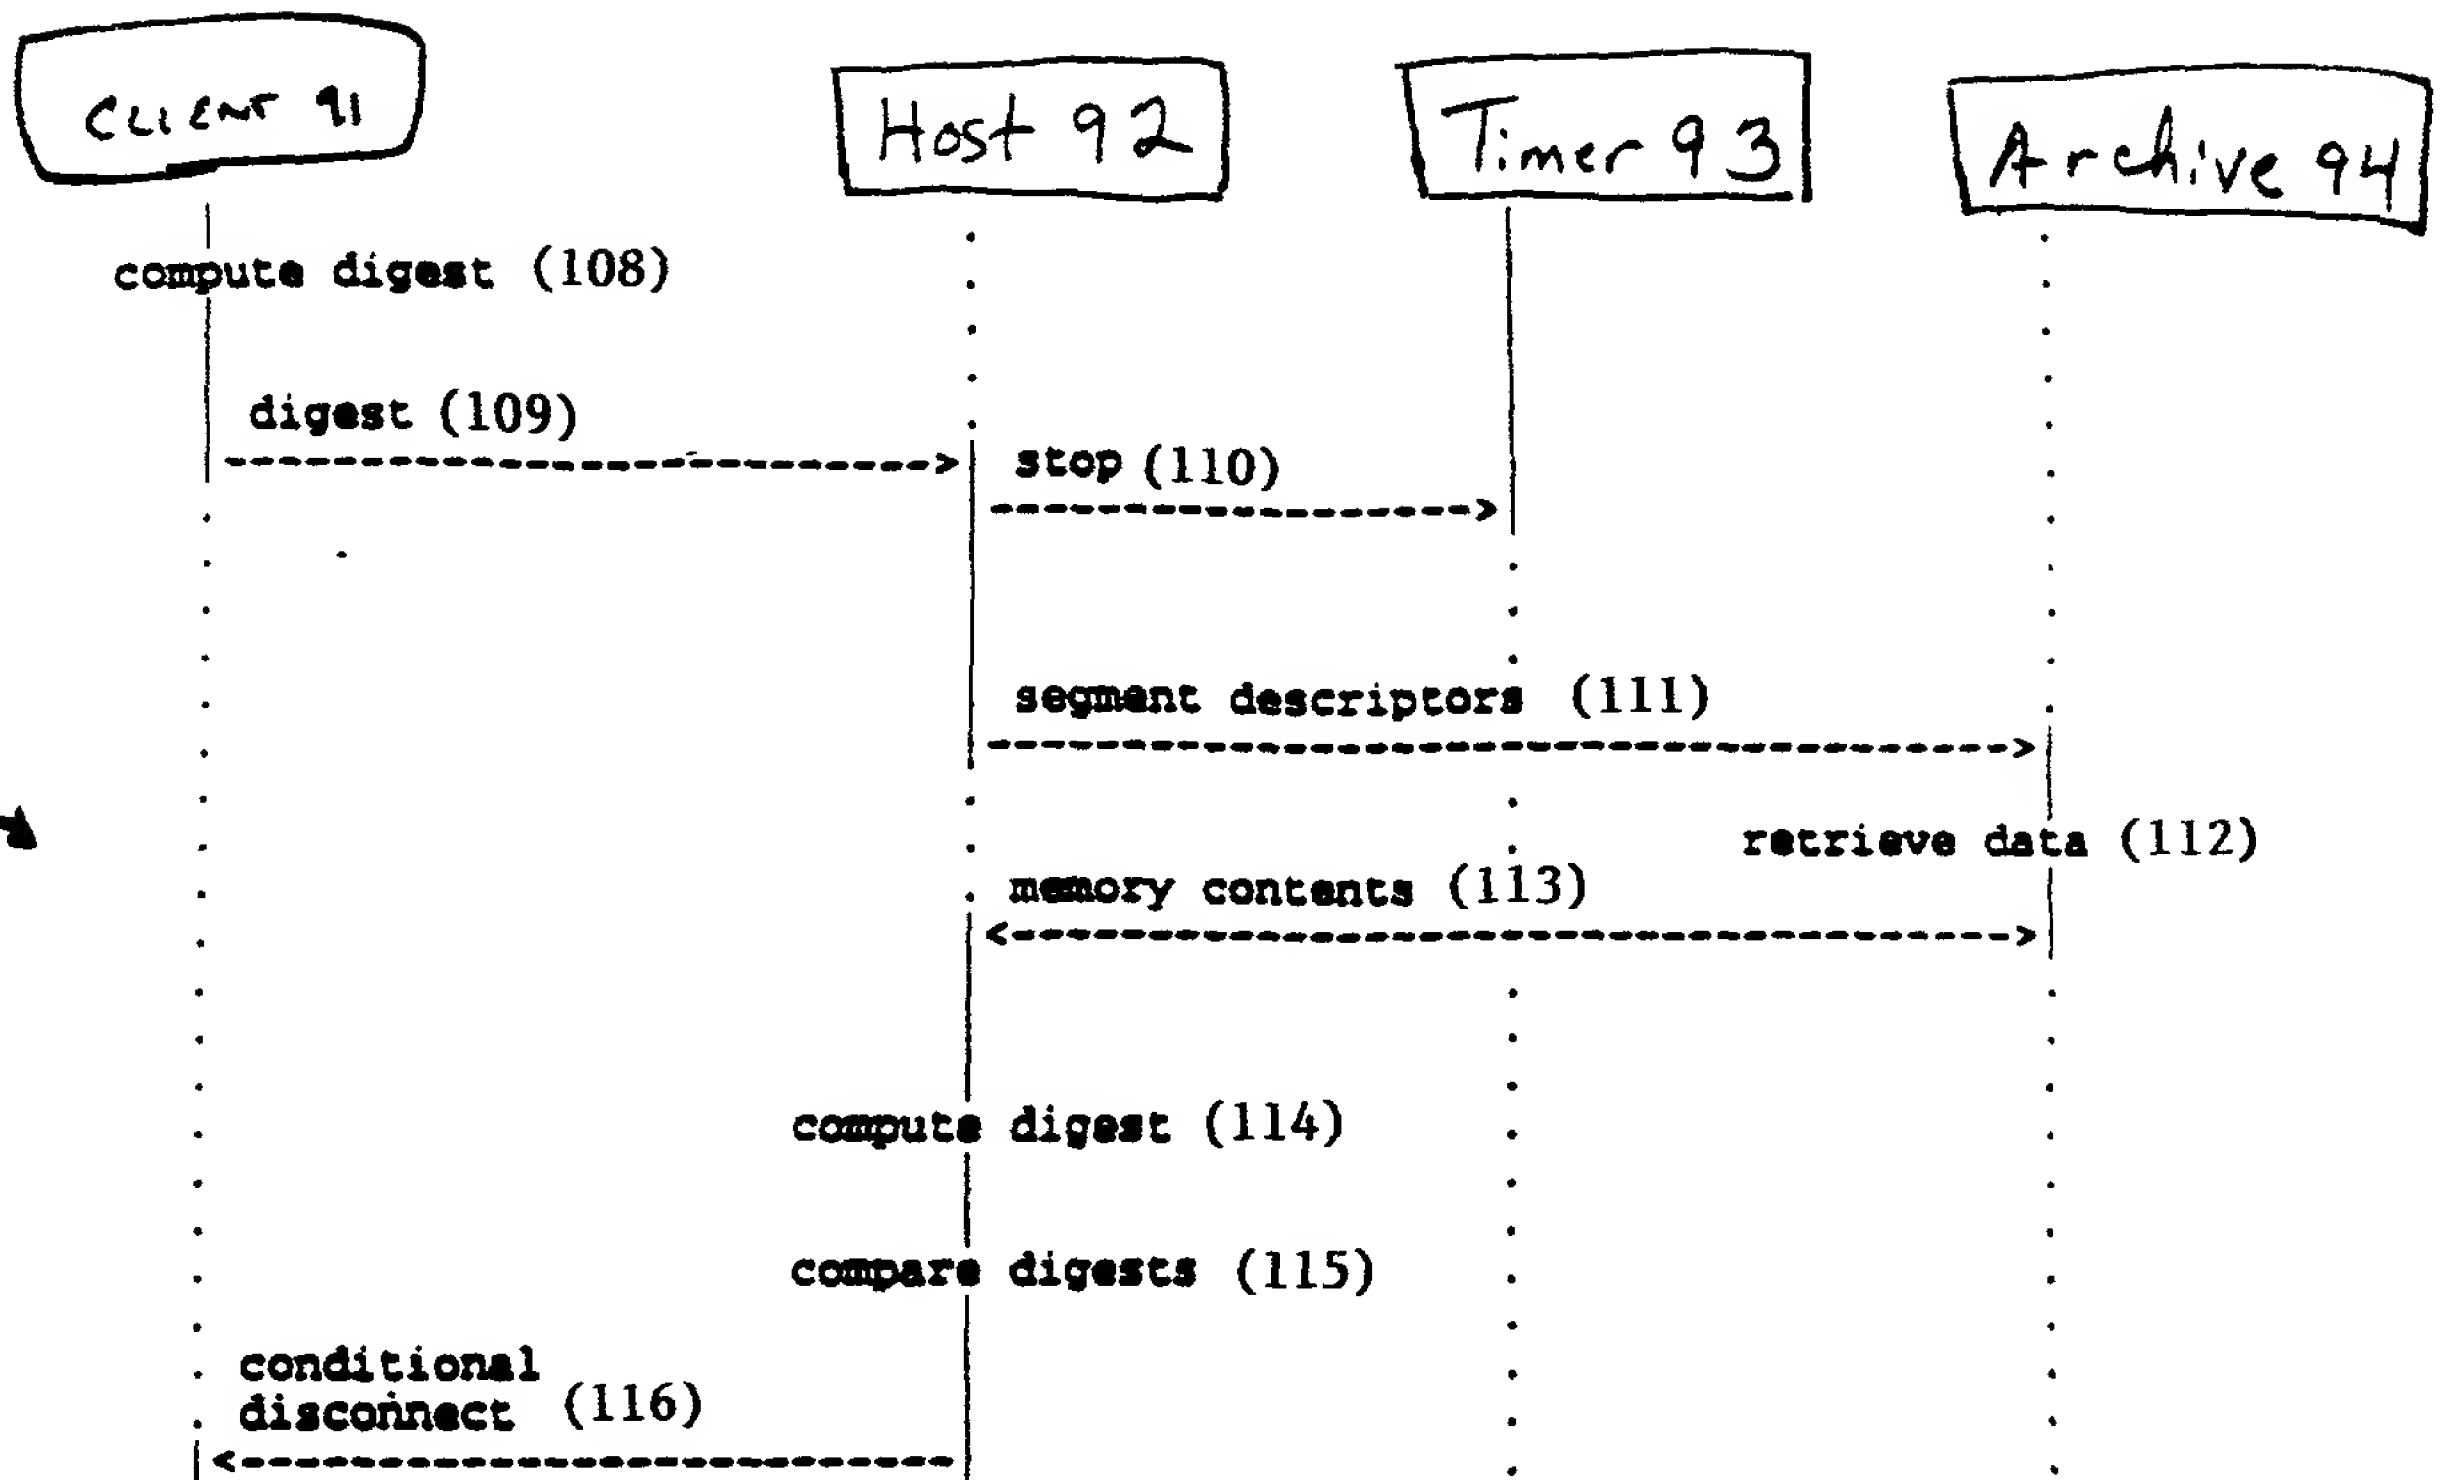 CLIENT 91
Host 92
Timer 93
Archive 94
compute digest (108)
digest (109)
stop (110)
segment descriptors (111)
retrieve data (112)
memory contents (113)
compute digest (114)
compare digests (115)
conditional
disconnect (116)